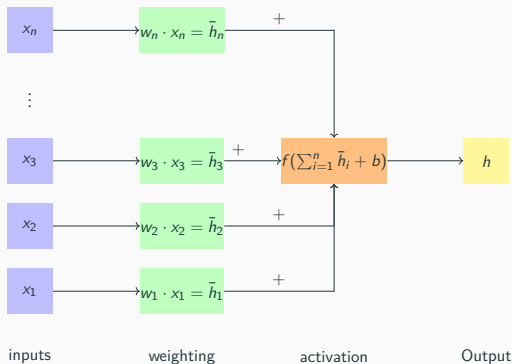 xₙ
wₙ · xₙ = h̄ₙ
+
⋮
x₃
w₃ · x₃ = h̄₃
+
f(∑ⁿᵢ₌₁ h̄ᵢ + b)
h
x₂
w₂ · x₂ = h̄₂
+
x₁
w₁ · x₁ = h̄₁
+
inputs weighting activation Output